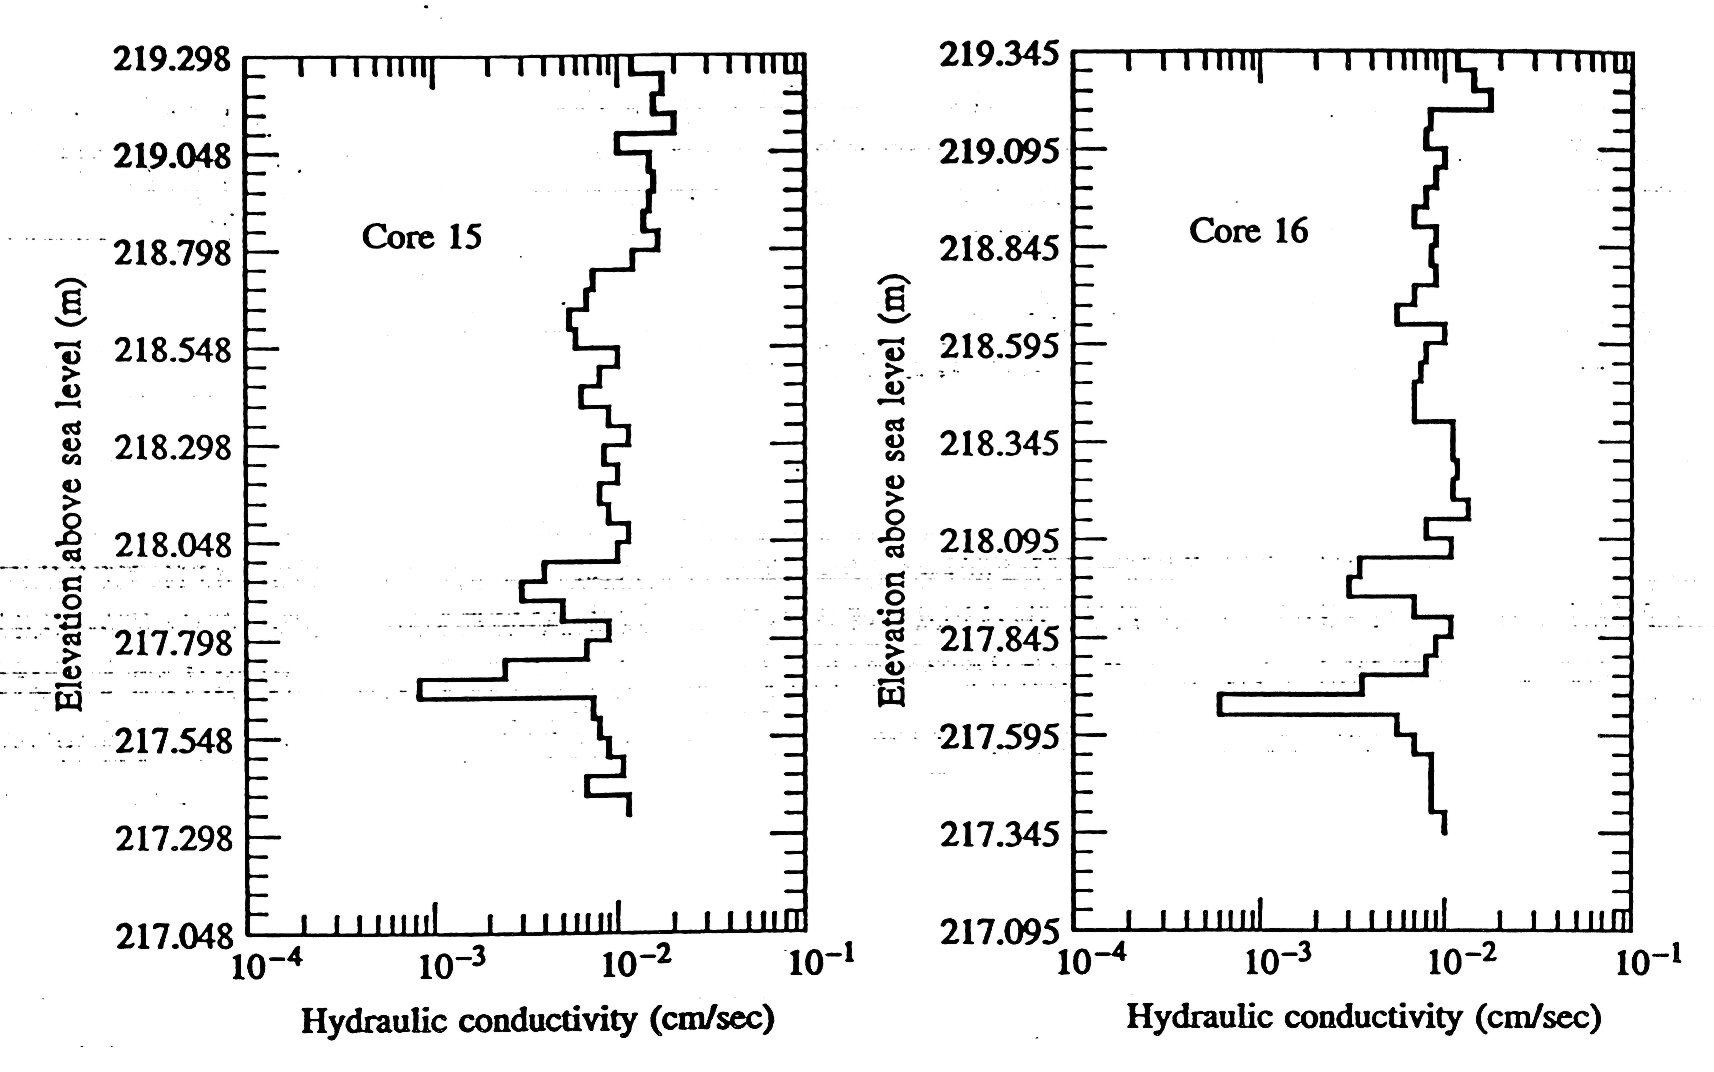 219.298
219.048
218.798
218.548
218.298
218.048
217.798
217.548
217.298
217.048
Elevation above sea level (m)
Core 15
10−4 10−3 10−2 10−1
Hydraulic conductivity (cm/sec)
219.345
219.095
218.845
218.595
218.345
218.095
217.845
217.595
217.345
217.095
Elevation above sea level (m)
Core 16
10−4 10−3 10−2 10−1
Hydraulic conductivity (cm/sec)